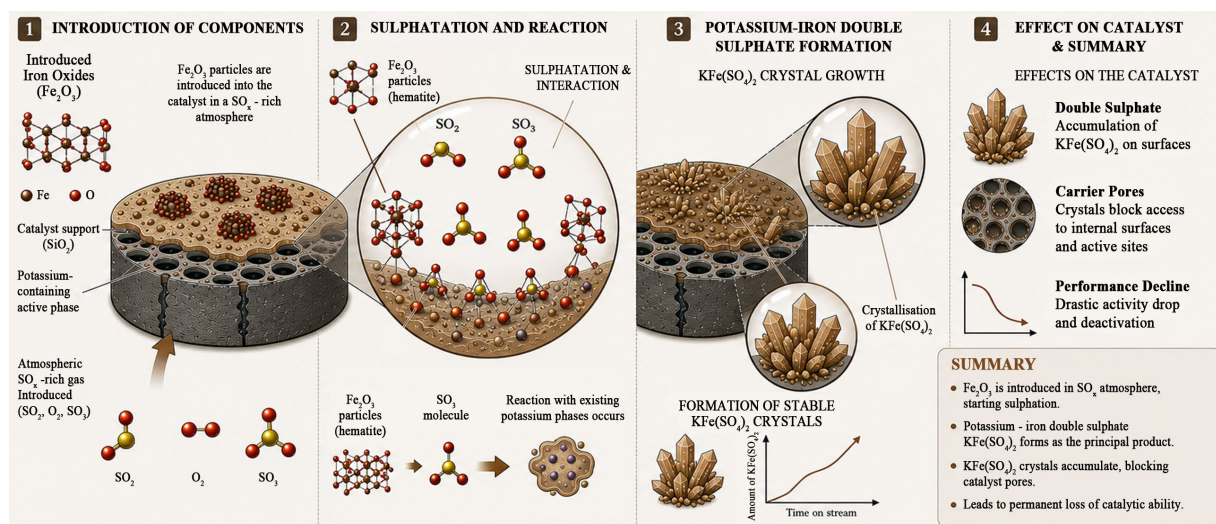 1 INTRODUCTION OF COMPONENTS
Introduced
Iron Oxides
(Fe₂O₃)
Fe₂O₃ particles are
introduced into the
catalyst in a SOₓ - rich
atmosphere
Fe O
Catalyst support
(SiO₂)
Potassium-
containing
active phase
Atmospheric
SOₓ -rich gas
Introduced
(SO₂, O₂, SO₃)
SO₂ O₂ SO₃
2 SULPHATATION AND REACTION
Fe₂O₃
particles
(hematite)
SULPHATATION &
INTERACTION
SO₂ SO₃
Fe₂O₃
particles
(hematite)
SO₃
molecule
Reaction with existing
potassium phases occurs
3 POTASSIUM-IRON DOUBLE
SULPHATE FORMATION
KFe(SO₄)₂ CRYSTAL GROWTH
Crystallisation
of KFe(SO₄)₂
FORMATION OF STABLE
KFe(SO₄)₂ CRYSTALS
Amount of KFe(SO₄)₂
Time on stream
4 EFFECT ON CATALYST
& SUMMARY
EFFECTS ON THE CATALYST
Double Sulphate
Accumulation of
KFe(SO₄)₂ on surfaces
Carrier Pores
Crystals block access
to internal surfaces
and active sites
Performance Decline
Drastic activity drop
and deactivation
SUMMARY
• Fe₂O₃ is introduced in SOₓ atmosphere,
starting sulphation.
• Potassium - iron double sulphate
KFe(SO₄)₂ forms as the principal product.
• KFe(SO₄)₂ crystals accumulate, blocking
catalyst pores.
• Leads to permanent loss of catalytic ability.